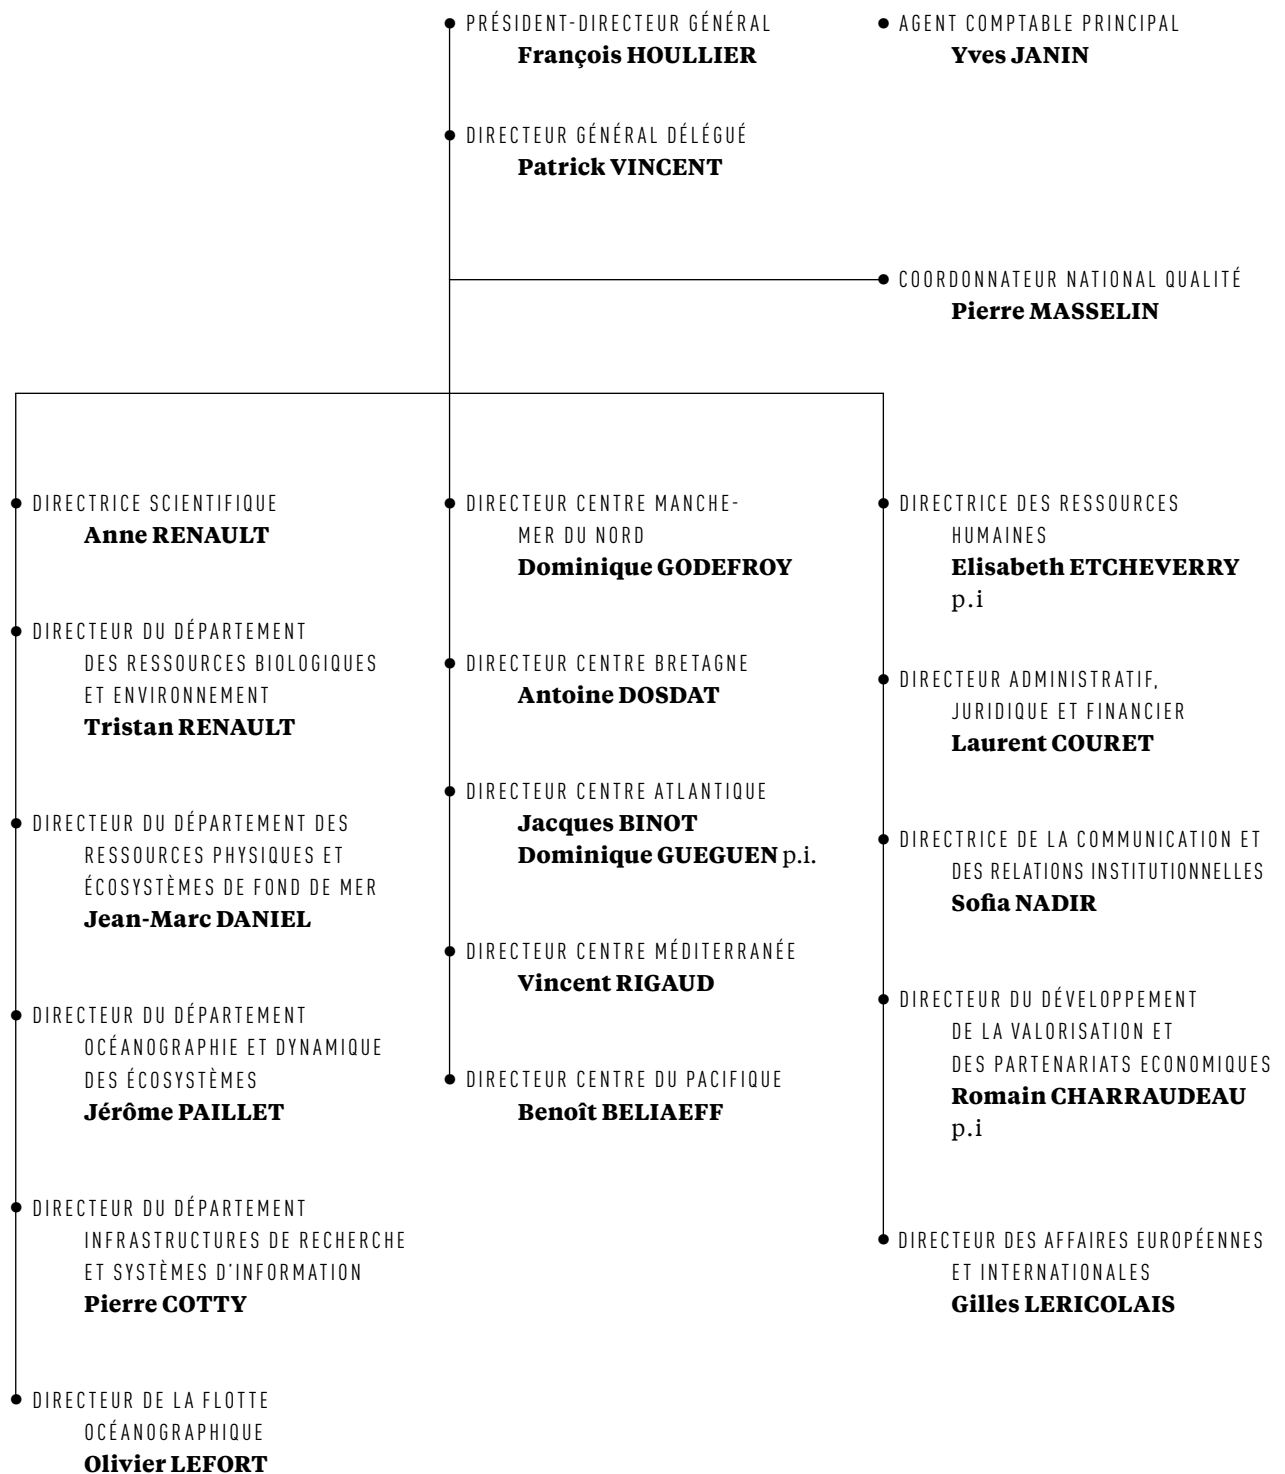 PRÉSIDENT-DIRECTEUR GÉNÉRAL
François HOULLIER
AGENT COMPTABLE PRINCIPAL
Yves JANIN
DIRECTEUR GÉNÉRAL DÉLÉGUÉ
Patrick VINCENT
COORDONNATEUR NATIONAL QUALITÉ
Pierre MASSELIN
DIRECTRICE SCIENTIFIQUE
Anne RENAULT
DIRECTEUR DU DÉPARTEMENT
DES RESSOURCES BIOLOGIQUES
ET ENVIRONNEMENT
Tristan RENAULT
DIRECTEUR DU DÉPARTEMENT DES
RESSOURCES PHYSIQUES ET
ÉCOSYSTÈMES DE FOND DE MER
Jean-Marc DANIEL
DIRECTEUR DU DÉPARTEMENT
OCÉANOGRAPHIE ET DYNAMIQUE
DES ÉCOSYSTÈMES
Jérôme PAILLET
DIRECTEUR DU DÉPARTEMENT
INFRASTRUCTURES DE RECHERCHE
ET SYSTÈMES D'INFORMATION
Pierre COTTY
DIRECTEUR DE LA FLOTTE
OCÉANOGRAPHIQUE
Olivier LEFORT
DIRECTEUR CENTRE MANCHE-
MER DU NORD
Dominique GODEFROY
DIRECTEUR CENTRE BRETAGNE
Antoine DOSDAT
DIRECTEUR CENTRE ATLANTIQUE
Jacques BINOT
Dominique GUEGUEN p.i.
DIRECTEUR CENTRE MÉDITERRANÉE
Vincent RIGAUD
DIRECTEUR CENTRE DU PACIFIQUE
Benoît BELIAEFF
DIRECTRICE DES RESSOURCES
HUMAINES
Elisabeth ETCHEVERRY
p.i
DIRECTEUR ADMINISTRATIF,
JURIDIQUE ET FINANCIER
Laurent COURET
DIRECTRICE DE LA COMMUNICATION ET
DES RELATIONS INSTITUTIONNELLES
Sofia NADIR
DIRECTEUR DU DÉVELOPPEMENT
DE LA VALORISATION ET
DES PARTENARIATS ECONOMIQUES
Romain CHARRAUDEAU
p.i
DIRECTEUR DES AFFAIRES EUROPÉENNES
ET INTERNATIONALES
Gilles LERICOLAIS